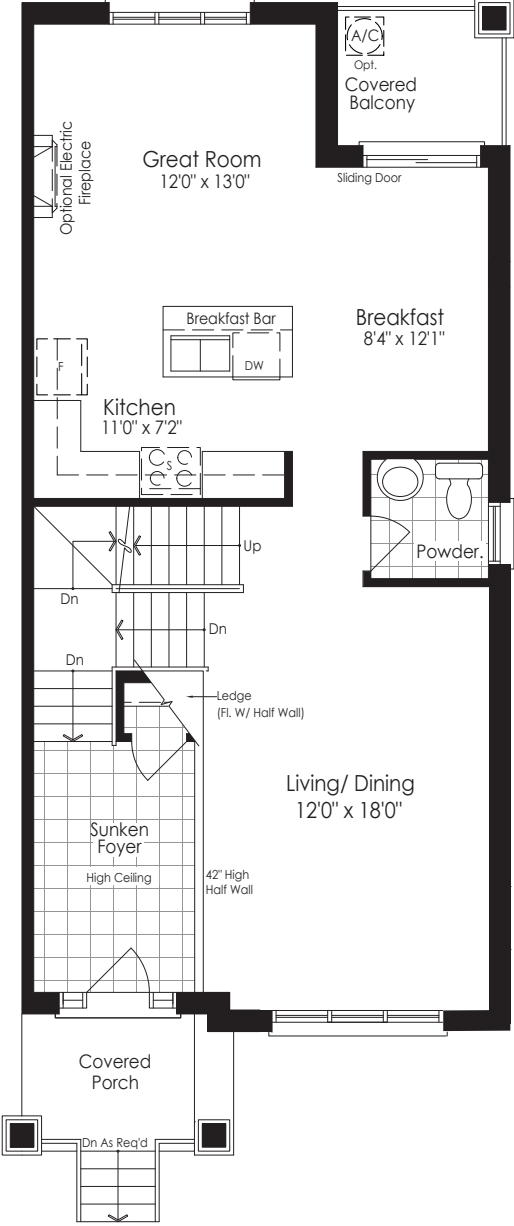 A/C
Opt.
Covered
Balcony
Great Room
12'0" x 13'0"
Optional Electric
Fireplace
Sliding Door
Breakfast Bar
DW
Breakfast
8'4" x 12'1"
F
Kitchen
11'0" x 7'2"
S
Powder.
Up
Dn
Dn
Dn
Ledge
(Fl. W/ Half Wall)
Living/ Dining
12'0" x 18'0"
Sunken
Foyer
High Ceiling
42" High
Half Wall
Covered
Porch
Dn As Req'd